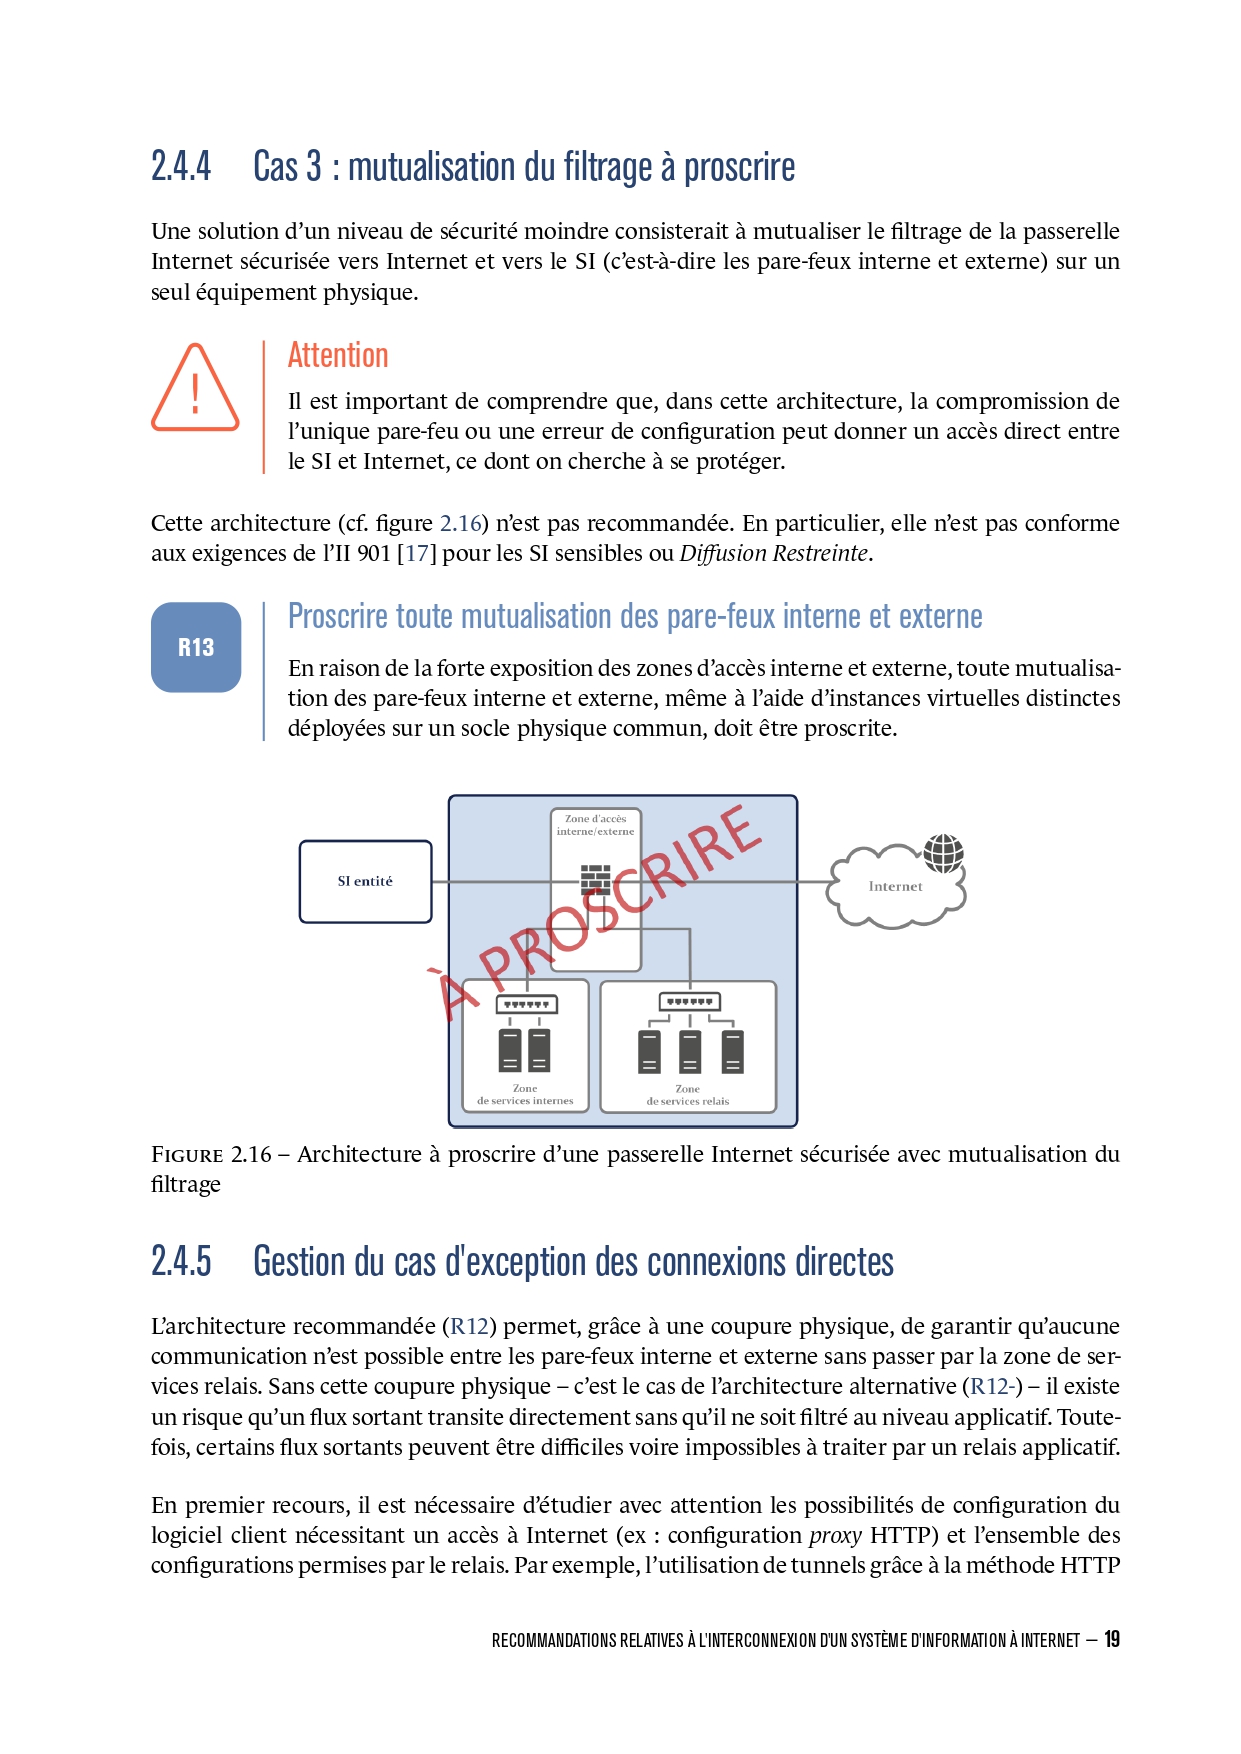 2.4.4 Cas 3 : mutualisation du filtrage à proscrire
Une solution d’un niveau de sécurité moindre consisterait à mutualiser le filtrage de la passerelle
Internet sécurisée vers Internet et vers le SI (c’est-à-dire les pare-feux interne et externe) sur un
seul équipement physique.
Attention
Il est important de comprendre que, dans cette architecture, la compromission de
l’unique pare-feu ou une erreur de configuration peut donner un accès direct entre
le SI et Internet, ce dont on cherche à se protéger.
Cette architecture (cf. figure 2.16) n’est pas recommandée. En particulier, elle n’est pas conforme
aux exigences de l’II 901 [17] pour les SI sensibles ou Diffusion Restreinte.
R13
Proscrire toute mutualisation des pare-feux interne et externe
En raison de la forte exposition des zones d’accès interne et externe, toute mutualisa-
tion des pare-feux interne et externe, même à l’aide d’instances virtuelles distinctes
déployées sur un socle physique commun, doit être proscrite.
Zone d'accès
interne/externe
SI entité
Internet
À PROSCRIRE
Zone
de services internes
Zone
de services relais
FIGURE 2.16 – Architecture à proscrire d’une passerelle Internet sécurisée avec mutualisation du
filtrage
2.4.5 Gestion du cas d'exception des connexions directes
L’architecture recommandée (R12) permet, grâce à une coupure physique, de garantir qu’aucune
communication n’est possible entre les pare-feux interne et externe sans passer par la zone de ser-
vices relais. Sans cette coupure physique – c’est le cas de l’architecture alternative (R12-) – il existe
un risque qu’un flux sortant transite directement sans qu’il ne soit filtré au niveau applicatif. Toute-
fois, certains flux sortants peuvent être difficiles voire impossibles à traiter par un relais applicatif.
En premier recours, il est nécessaire d’étudier avec attention les possibilités de configuration du
logiciel client nécessitant un accès à Internet (ex : configuration proxy HTTP) et l’ensemble des
configurations permises par le relais. Par exemple, l’utilisation de tunnels grâce à la méthode HTTP
RECOMMANDATIONS RELATIVES À L'INTERCONNEXION D'UN SYSTÈME D'INFORMATION À INTERNET – 19